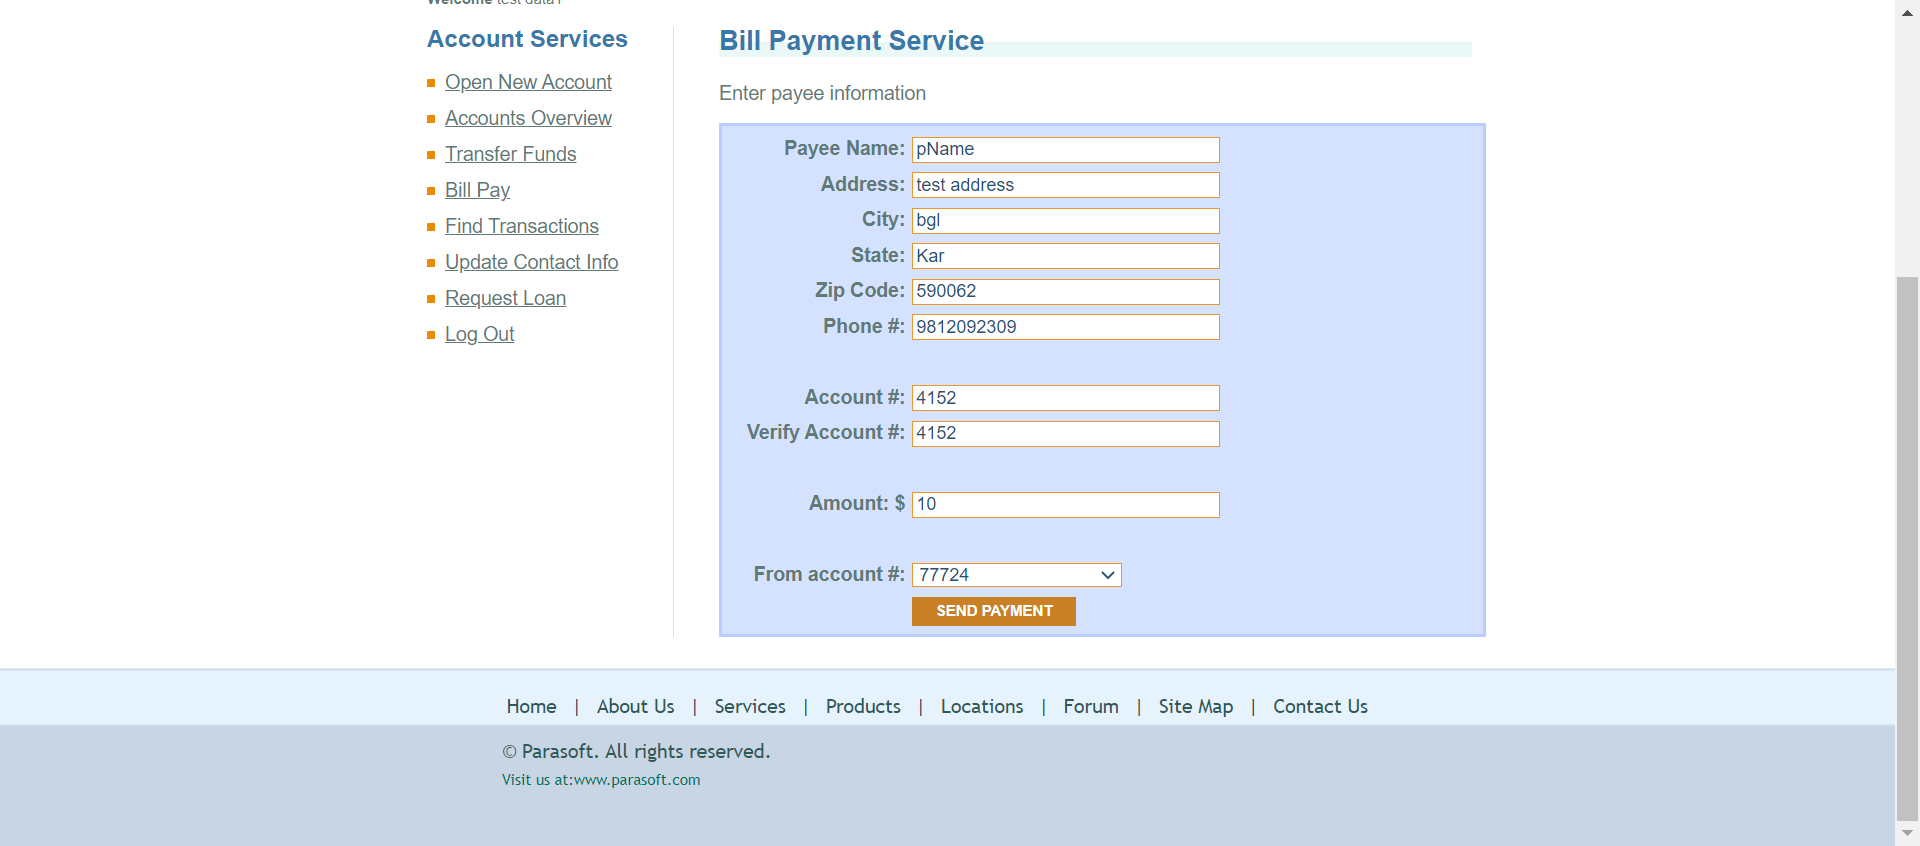 Welcome test data1
Account Services
Open New Account
Accounts Overview
Transfer Funds
Bill Pay
Find Transactions
Update Contact Info
Request Loan
Log Out
Bill Payment Service
Enter payee information
Payee Name: pName
Address: test address
City: bgl
State: Kar
Zip Code: 590062
Phone #: 9812092309
Account #: 4152
Verify Account #: 4152
Amount: $ 10
From account #: 77724
SEND PAYMENT
Home | About Us | Services | Products | Locations | Forum | Site Map | Contact Us
© Parasoft. All rights reserved.
Visit us at:www.parasoft.com